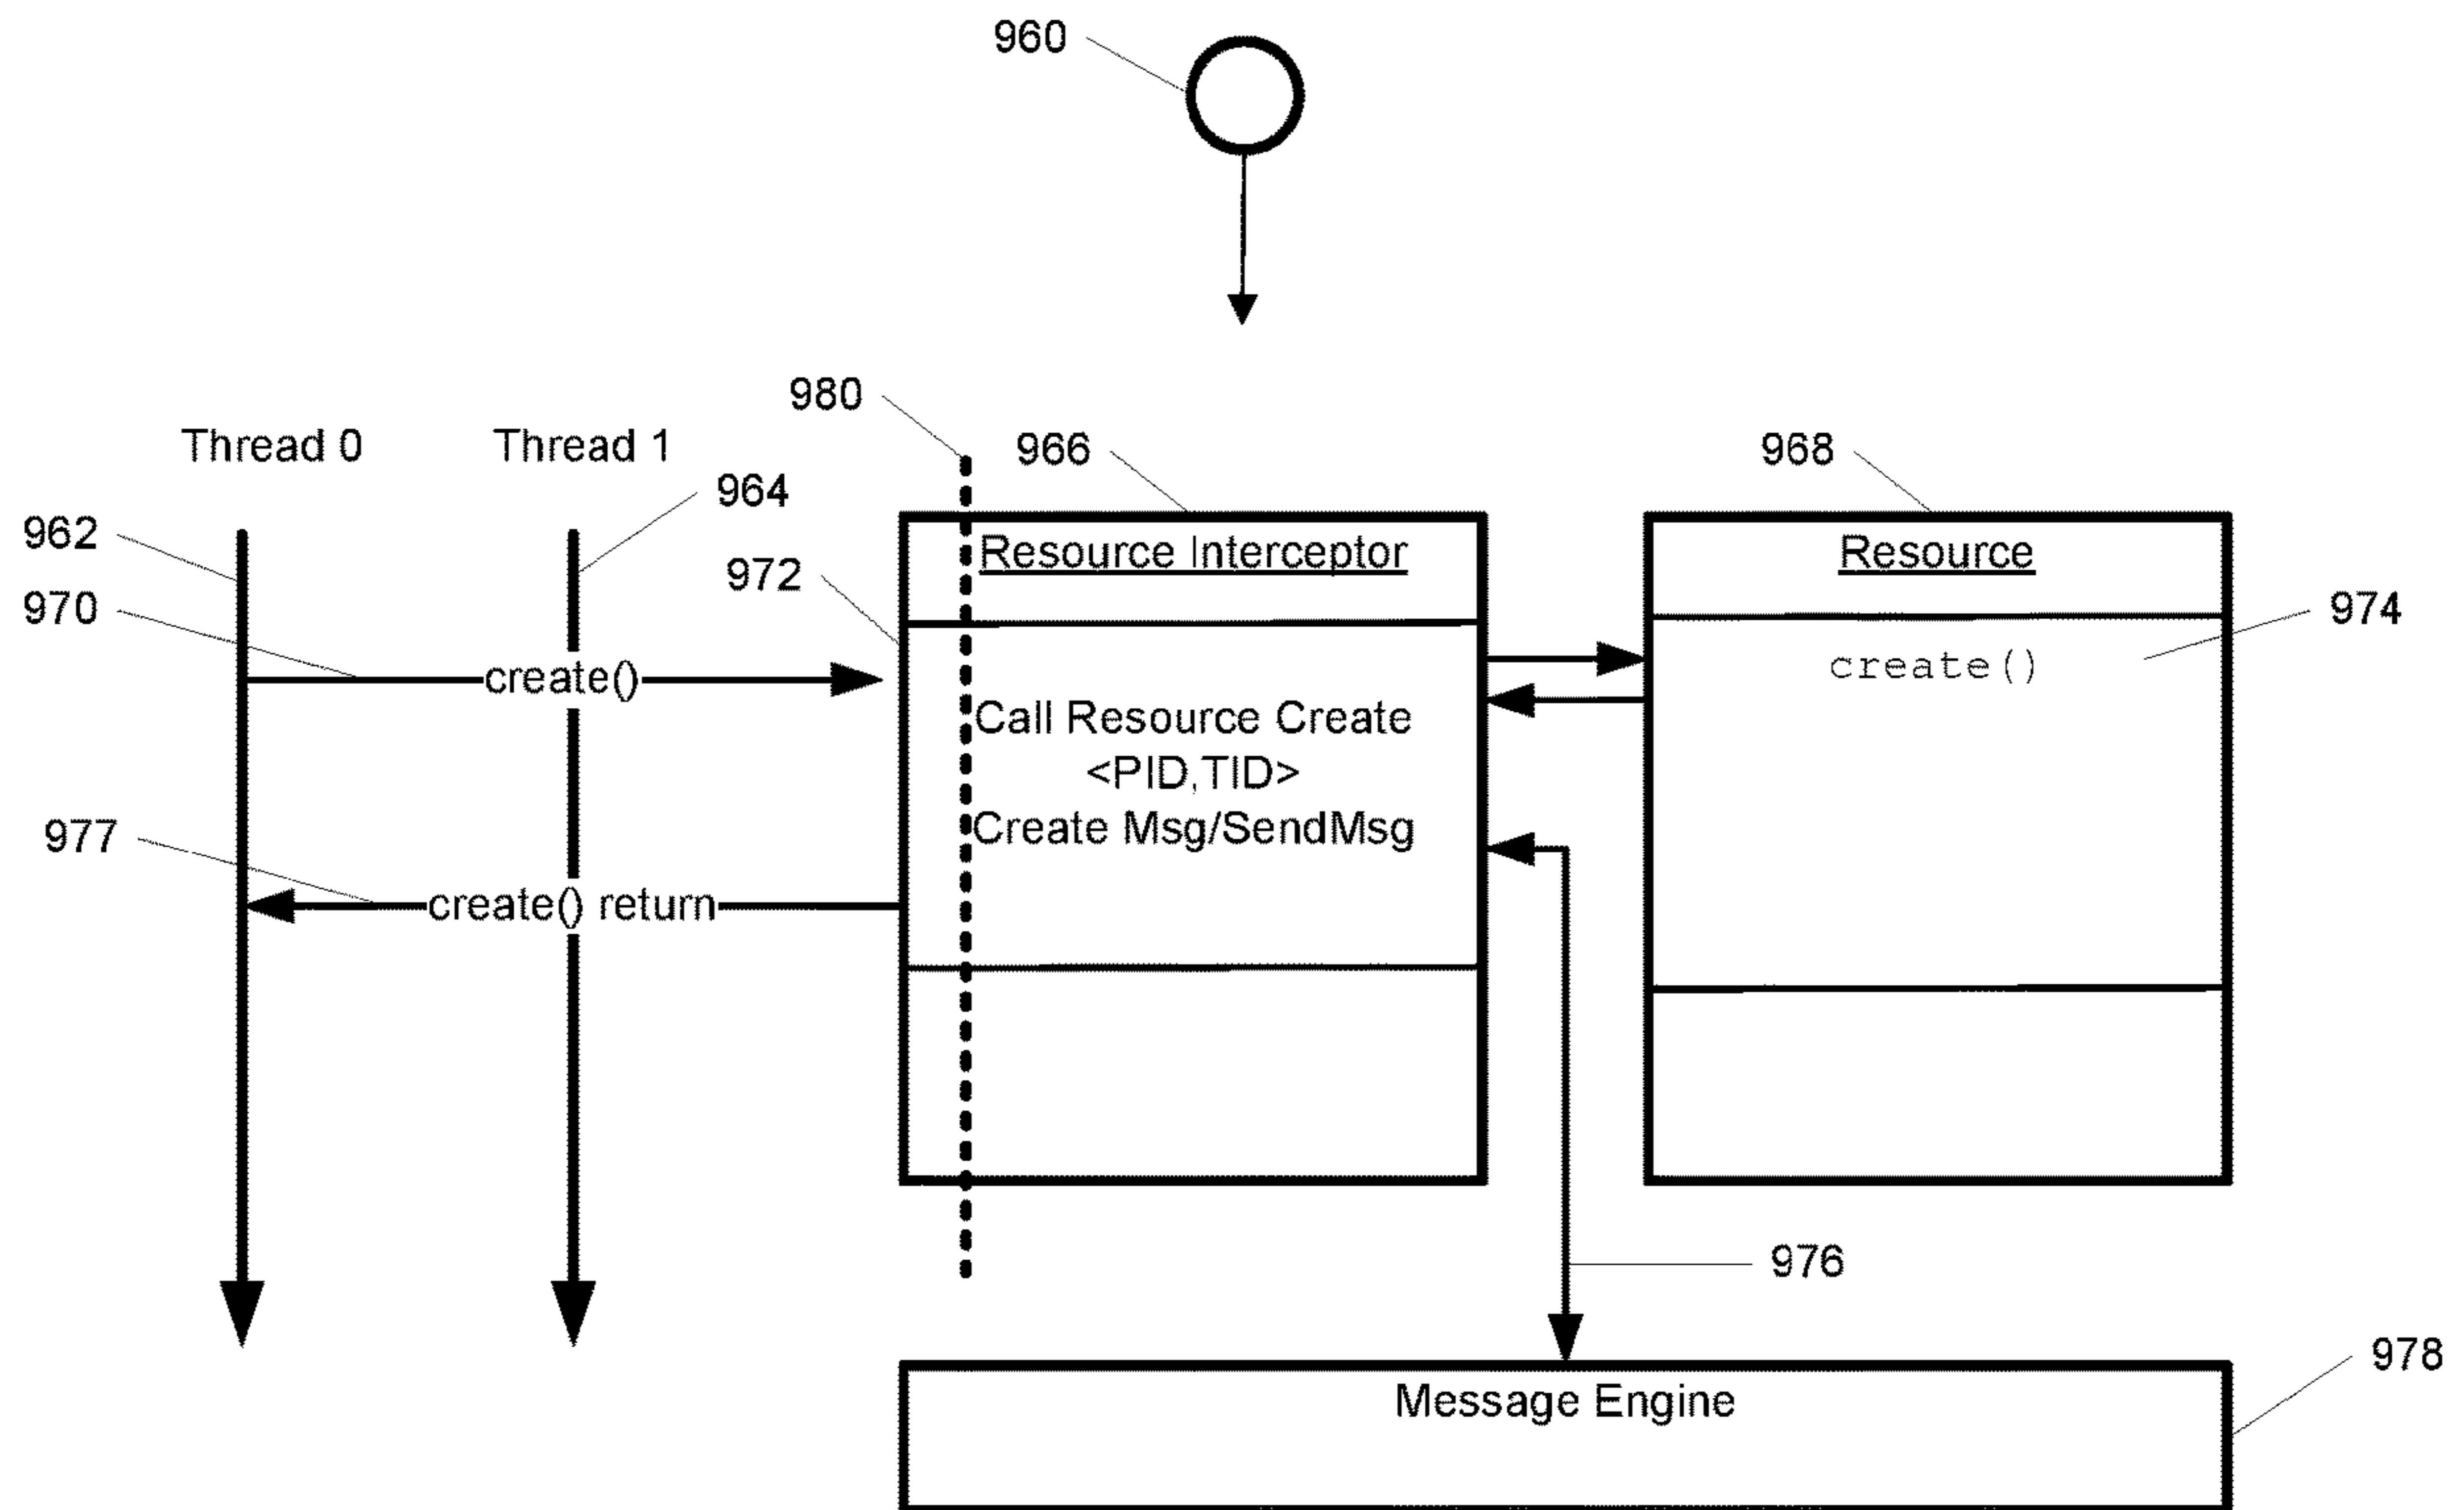 960
980
Thread 0
Thread 1
966
968
964
962
Resource Interceptor
Resource
972
970
974
create()
create()
Call Resource Create
<PID,TID>
Create Msg/SendMsg
977
create() return
976
978
Message Engine